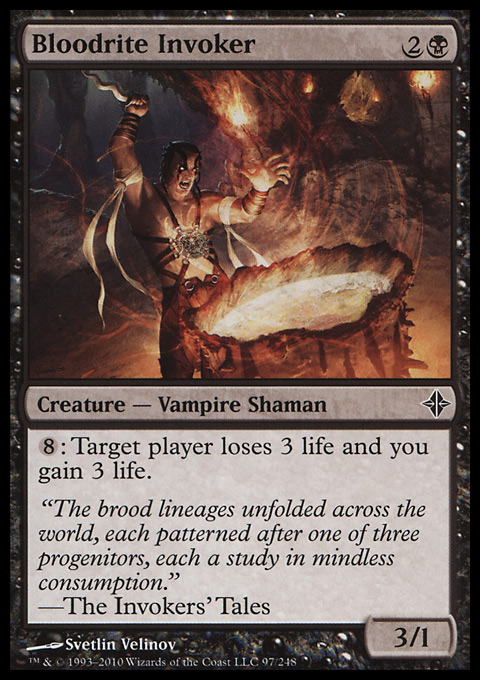 Bloodrite Invoker 2
Creature — Vampire Shaman
8: Target player loses 3 life and you
gain 3 life.
“The brood lineages unfolded across the
world, each patterned after one of three
progenitors, each a study in mindless
consumption.”
—The Invokers’ Tales
Svetlin Velinov
3/1
™ & © 1993–2010 Wizards of the Coast LLC 97/248